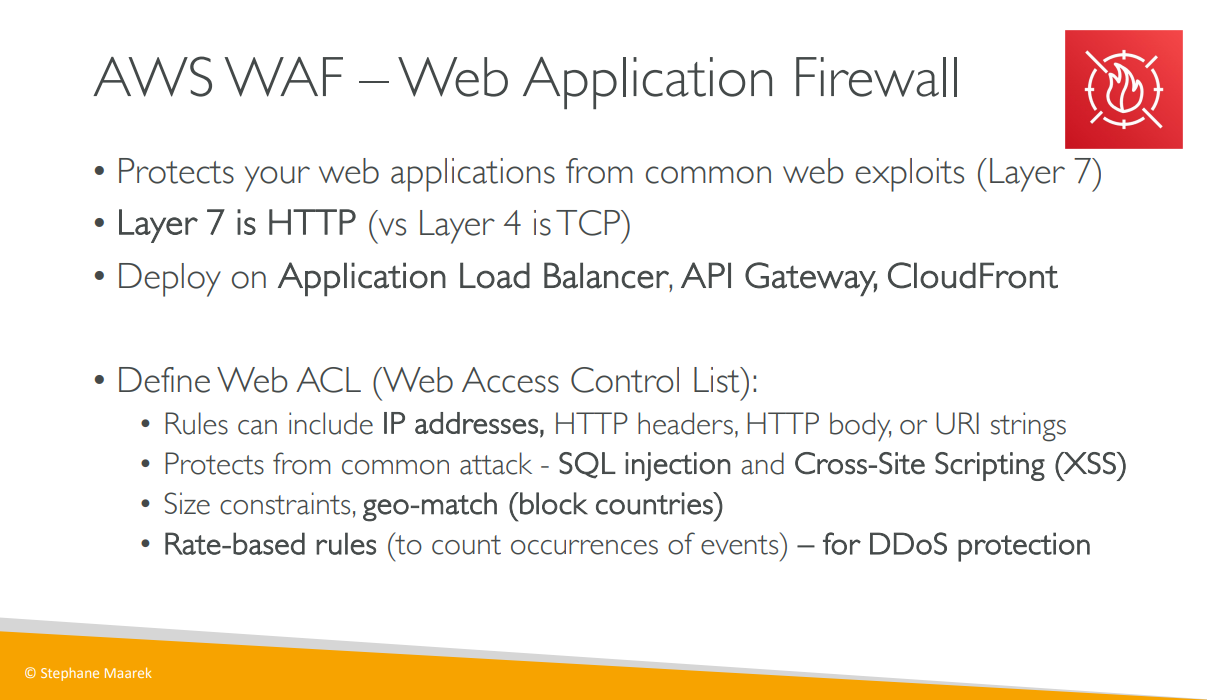 AWS WAF – Web Application Firewall
• Protects your web applications from common web exploits (Layer 7)
• Layer 7 is HTTP (vs Layer 4 is TCP)
• Deploy on Application Load Balancer, API Gateway, CloudFront
• Define Web ACL (Web Access Control List):
• Rules can include IP addresses, HTTP headers, HTTP body, or URI strings
• Protects from common attack - SQL injection and Cross-Site Scripting (XSS)
• Size constraints, geo-match (block countries)
• Rate-based rules (to count occurrences of events) – for DDoS protection
© Stephane Maarek